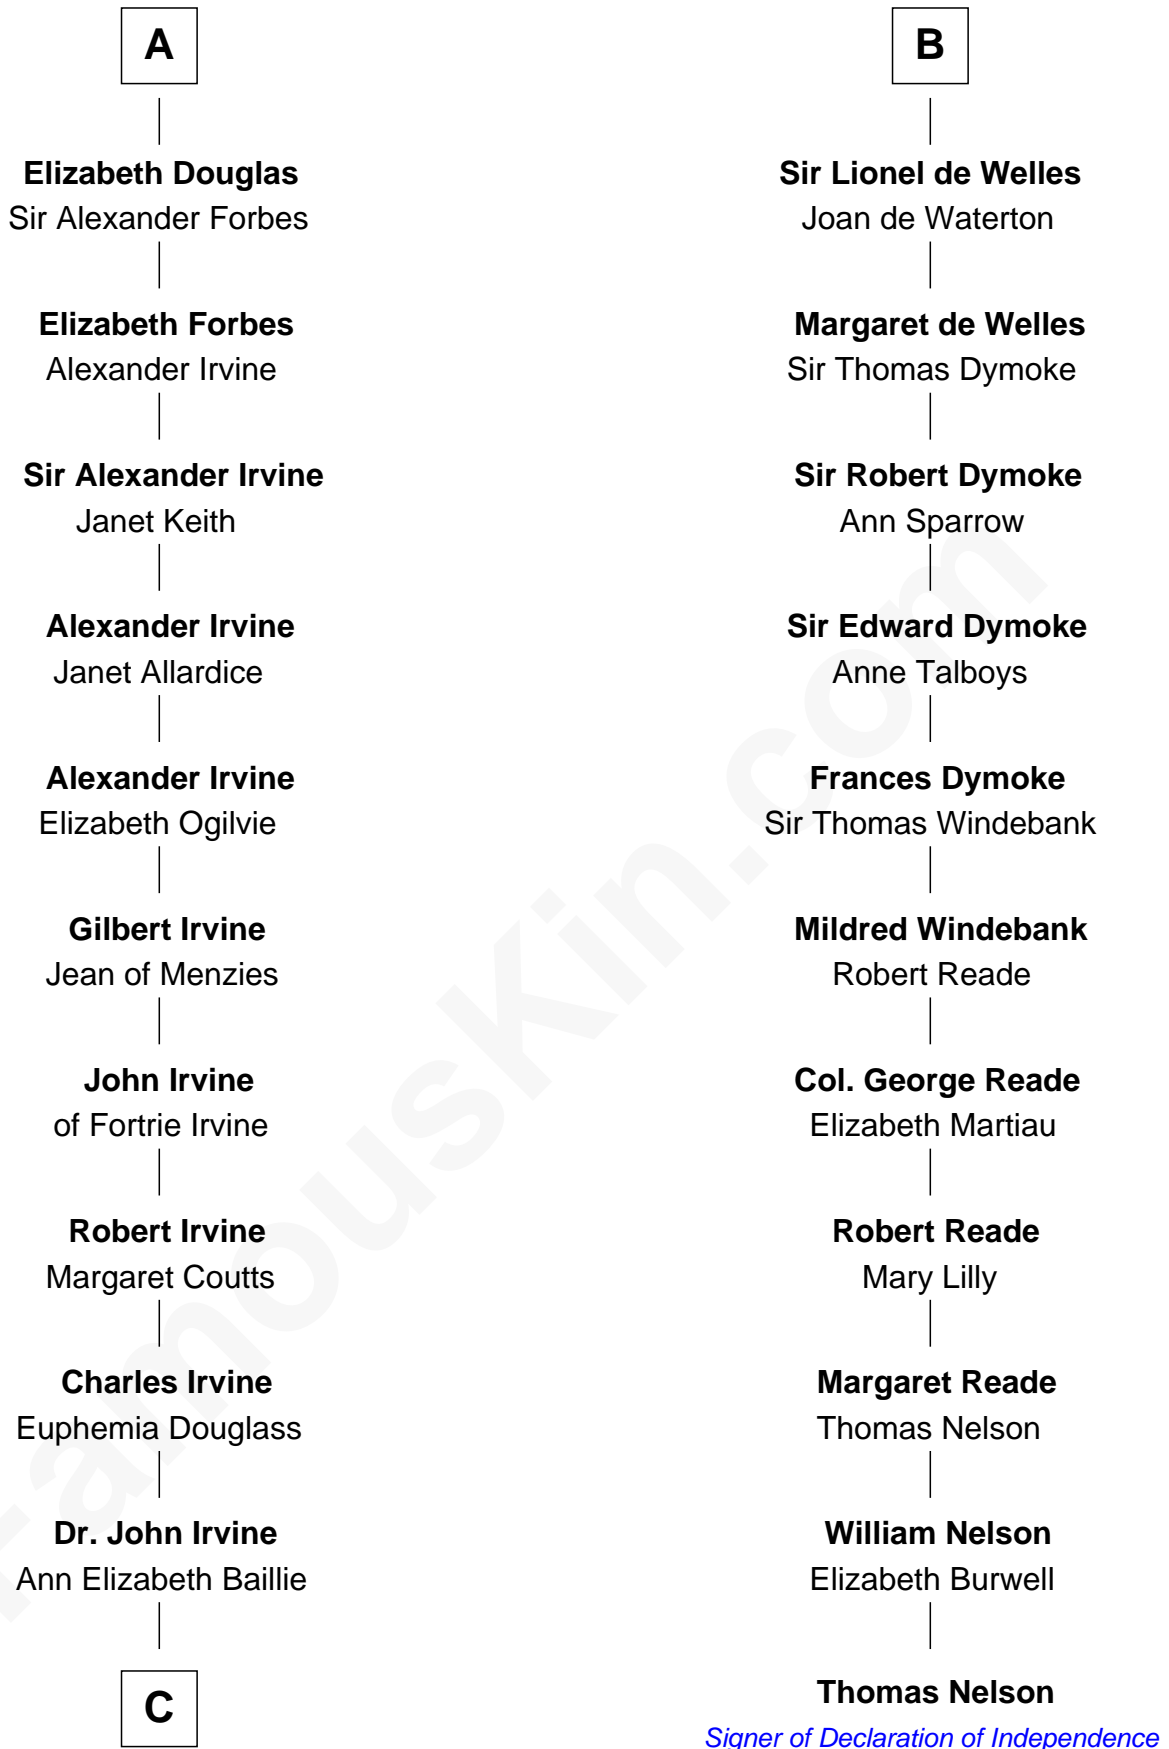 A
Elizabeth Douglas
Sir Alexander Forbes
Elizabeth Forbes
Alexander Irvine
Sir Alexander Irvine
Janet Keith
Alexander Irvine
Janet Allardice
Alexander Irvine
Elizabeth Ogilvie
Gilbert Irvine
Jean of Menzies
John Irvine
of Fortrie Irvine
Robert Irvine
Margaret Coutts
Charles Irvine
Euphemia Douglass
Dr. John Irvine
Ann Elizabeth Baillie
C
B
Sir Lionel de Welles
Joan de Waterton
Margaret de Welles
Sir Thomas Dymoke
Sir Robert Dymoke
Ann Sparrow
Sir Edward Dymoke
Anne Talboys
Frances Dymoke
Sir Thomas Windebank
Mildred Windebank
Robert Reade
Col. George Reade
Elizabeth Martiau
Robert Reade
Mary Lilly
Margaret Reade
Thomas Nelson
William Nelson
Elizabeth Burwell
Thomas Nelson
Signer of Declaration of Independence
FamousKin.com